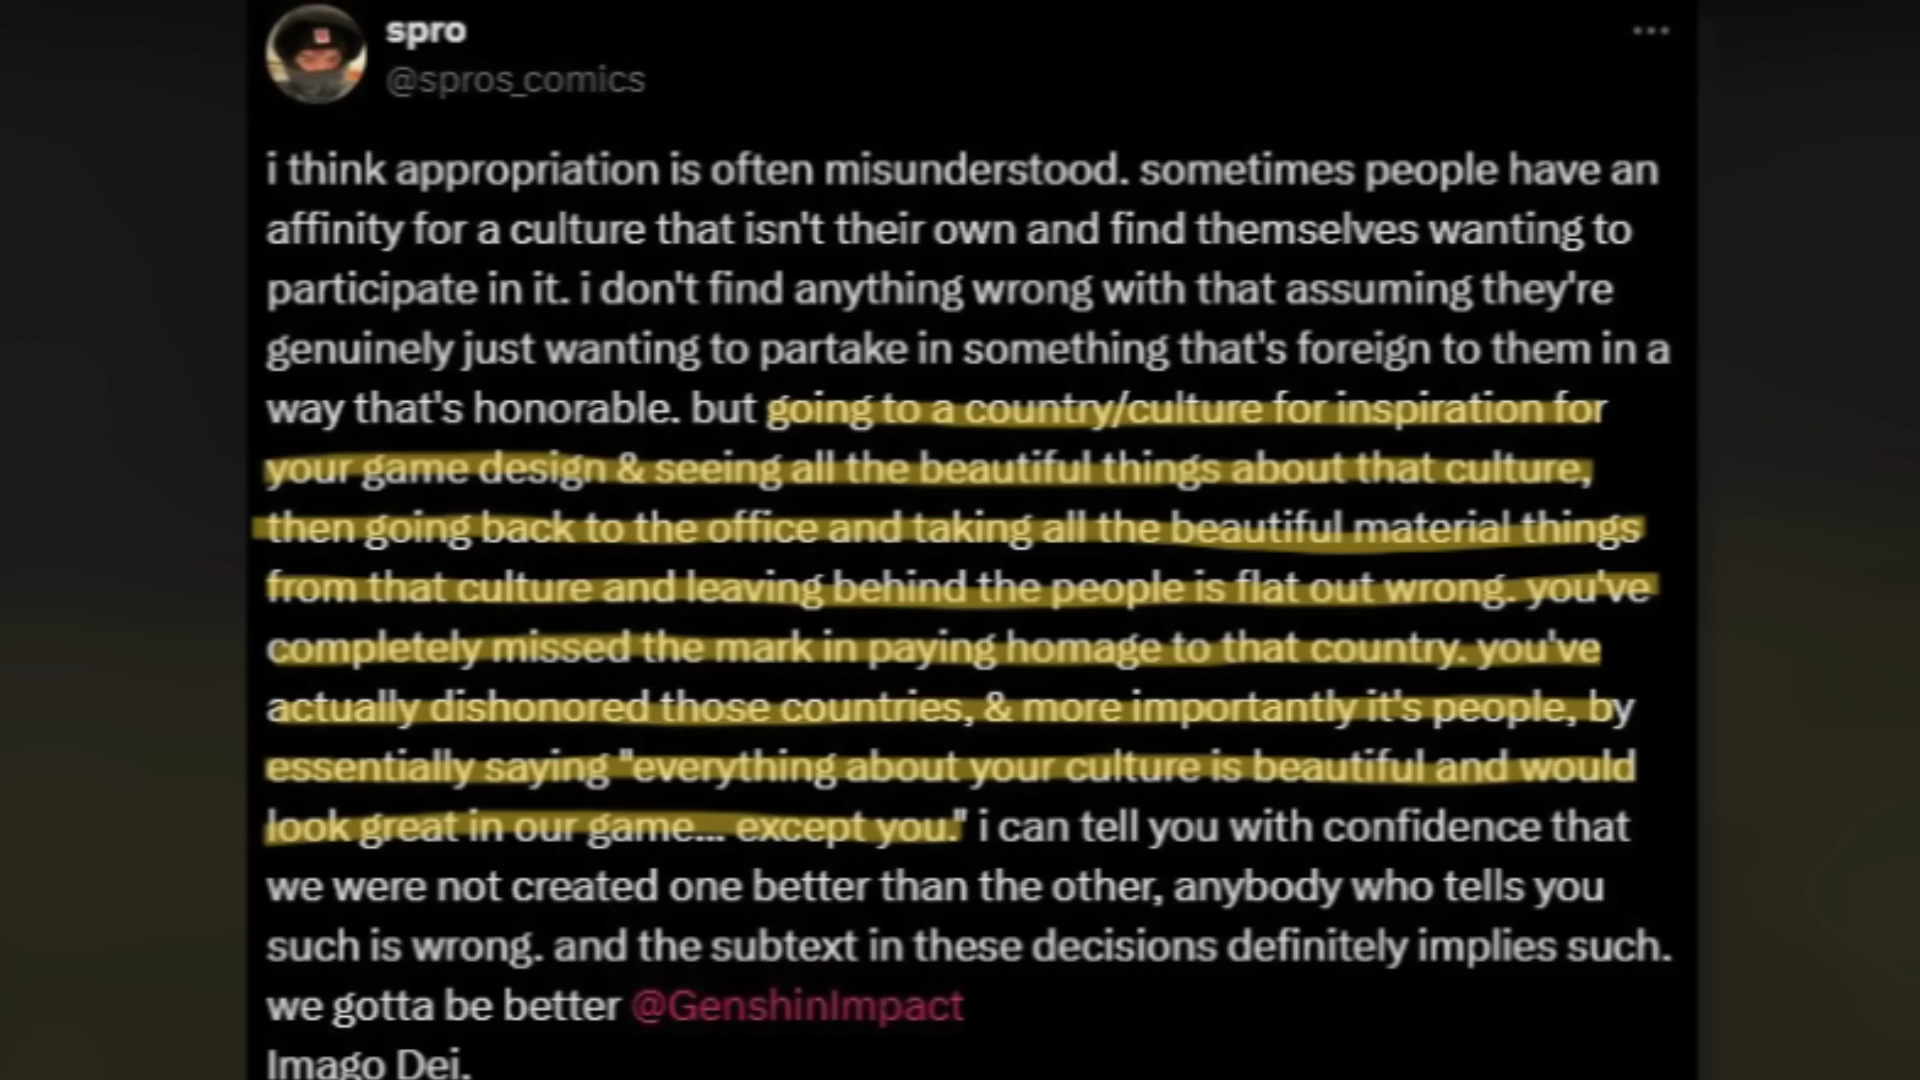 spro
@spros_comics
i think appropriation is often misunderstood. sometimes people have an
affinity for a culture that isn't their own and find themselves wanting to
participate in it. i don't find anything wrong with that assuming they're
genuinely just wanting to partake in something that's foreign to them in a
way that's honorable. but going to a country/culture for inspiration for
your game design & seeing all the beautiful things about that culture,
then going back to the office and taking all the beautiful material things
from that culture and leaving behind the people is flat out wrong. you've
completely missed the mark in paying homage to that country. you've
actually dishonored those countries, & more importantly it's people, by
essentially saying "everything about your culture is beautiful and would
look great in our game... except you." i can tell you with confidence that
we were not created one better than the other, anybody who tells you
such is wrong. and the subtext in these decisions definitely implies such.
we gotta be better @GenshinImpact
Imago Dei.